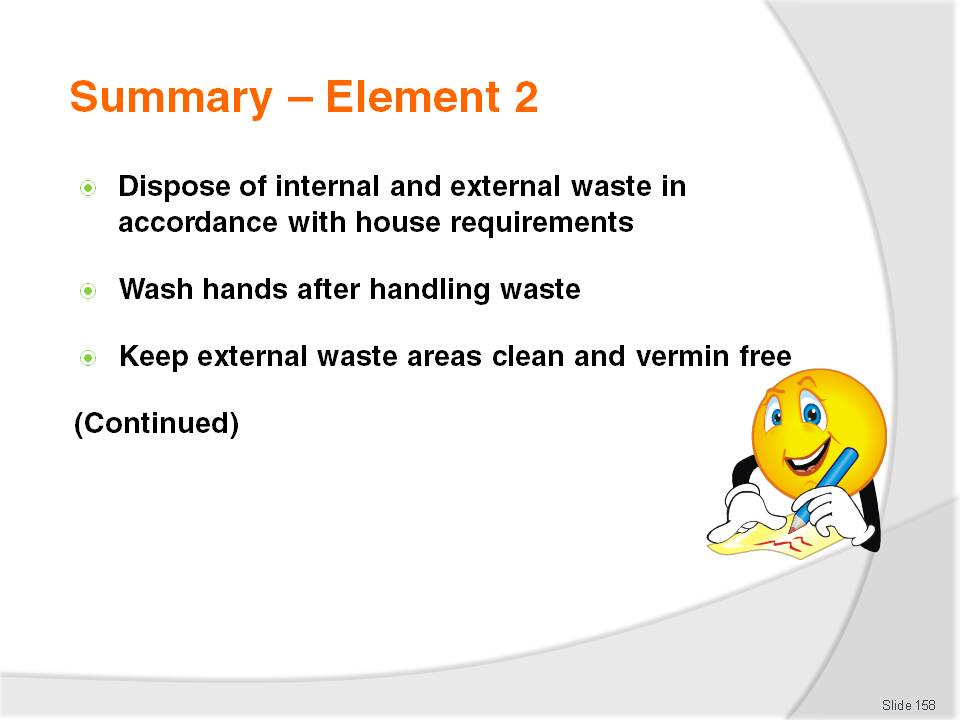 Summary – Element 2
Dispose of internal and external waste in
accordance with house requirements
Wash hands after handling waste
Keep external waste areas clean and vermin free
(Continued)
Slide 158